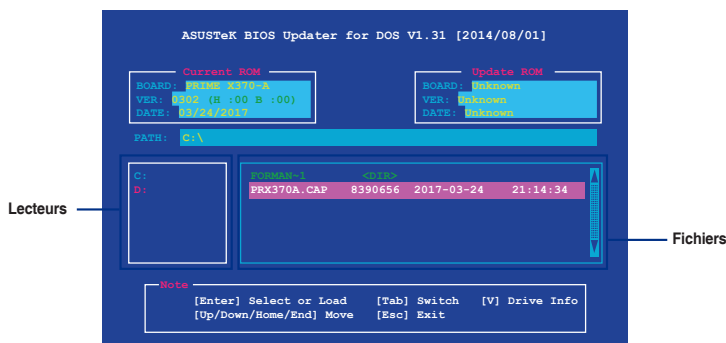 ASUSTeK BIOS Updater for DOS V1.31 [2014/08/01]
Current ROM
BOARD: PRIME X370-A
VER: 0302 (H :00 B :00)
DATE: 03/24/2017
Update ROM
BOARD: Unknown
VER: Unknown
DATE: Unknown
PATH: C:\
C:
D:
FORMAN~1 <DIR>
PRX370A.CAP 8390656 2017-03-24 21:14:34
Lecteurs
Fichiers
Note
[Enter] Select or Load [Tab] Switch [V] Drive Info
[Up/Down/Home/End] Move [Esc] Exit